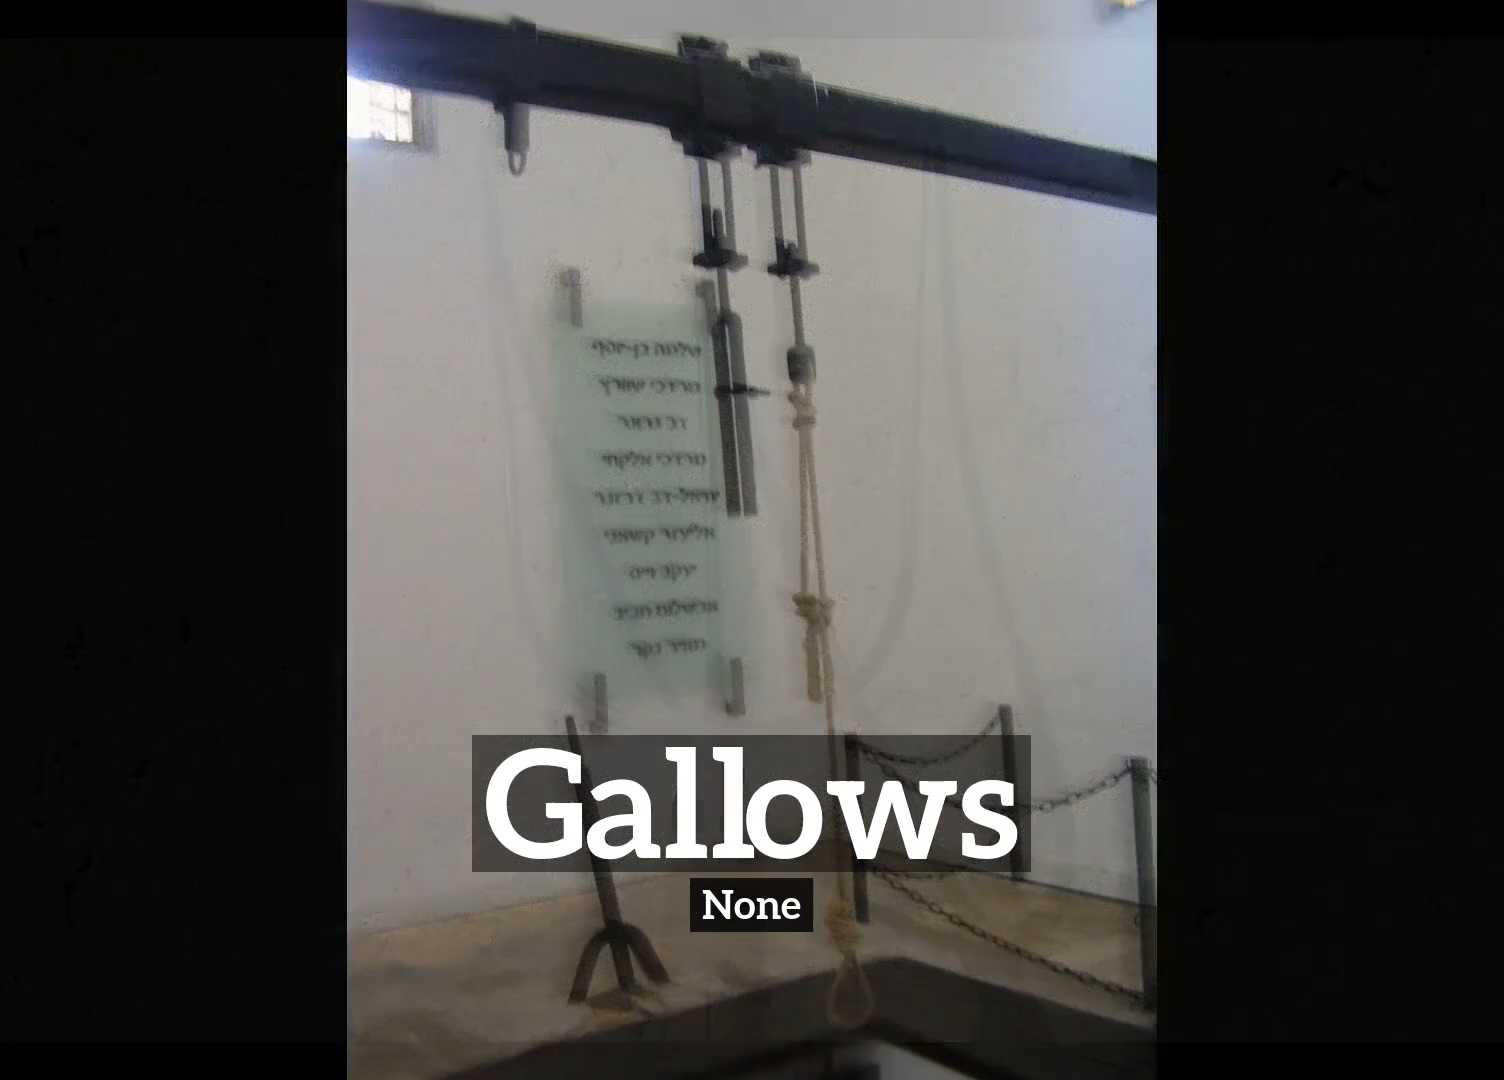 שלמה בן-יוסף
מרדכי שוורץ
דב גרונר
מרדכי אלקחי
יחיאל-דב דרזנר
אליעזר קשאני
יעקב וייס
אבשלום חביב
מאיר נקר
Gallows
None